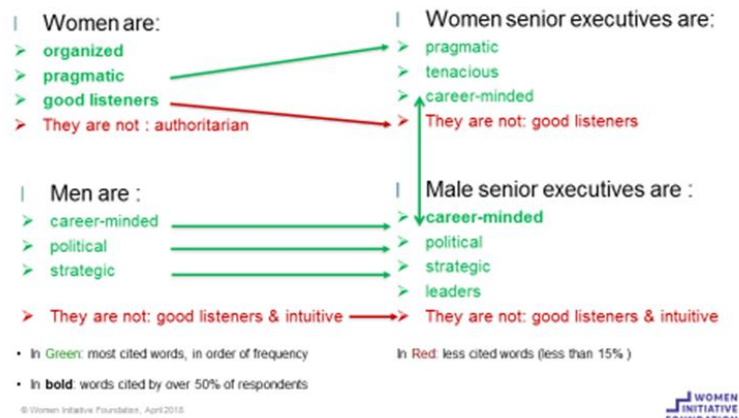 Women are:
organized
pragmatic
good listeners
They are not : authoritarian
Women senior executives are:
pragmatic
tenacious
career-minded
They are not: good listeners
Men are :
career-minded
political
strategic
They are not: good listeners & intuitive
Male senior executives are :
career-minded
political
strategic
leaders
They are not: good listeners & intuitive
• In Green: most cited words, in order of frequency
In Red: less cited words (less than 15% )
• In bold: words cited by over 50% of respondents
© Women Initiative Foundation, April 2018
WOMEN
INITIATIVE
FOUNDATION